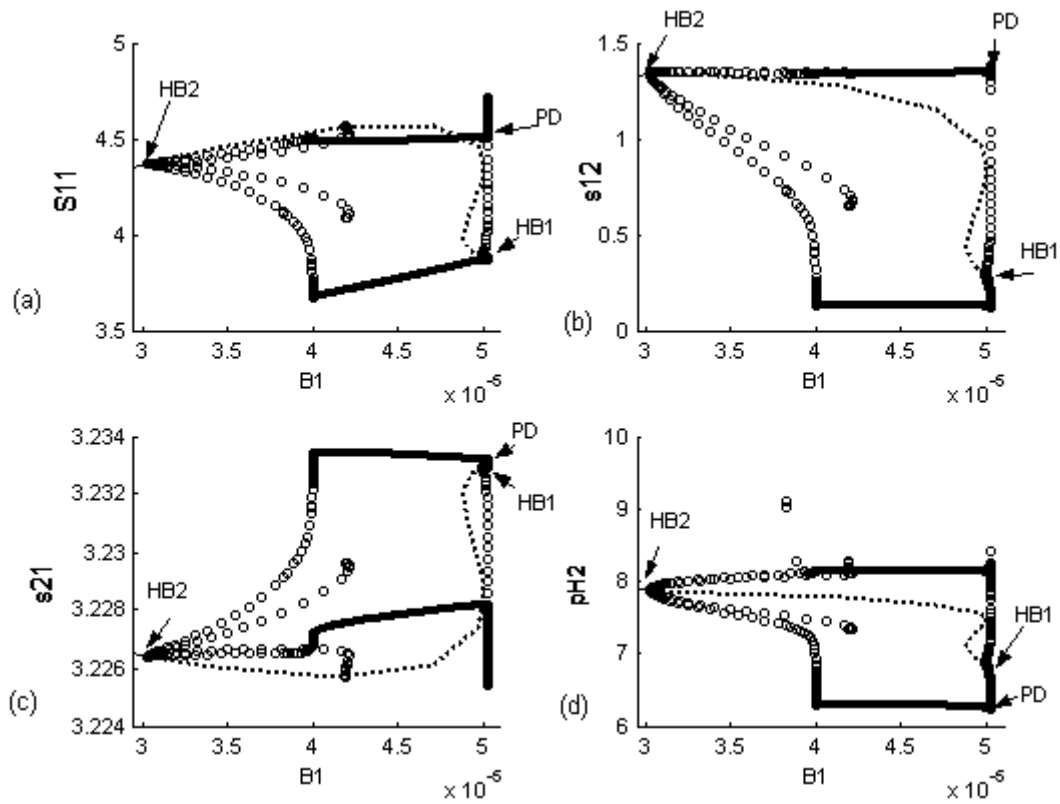 5
4.5
4
3.5
S11
HB2
PD
HB1
(a)
3
3.5
4
4.5
5
B1
x 10⁻⁵
1.5
1
0.5
0
s12
HB2
PD
HB1
(b)
3
3.5
4
4.5
5
B1
x 10⁻⁵
3.234
3.232
3.23
3.228
3.226
3.224
s21
PD
HB1
HB2
(c)
3
3.5
4
4.5
5
B1
x 10⁻⁵
10
9
8
7
6
pH2
HB2
HB1
PD
(d)
3
3.5
4
4.5
5
B1
x 10⁻⁵